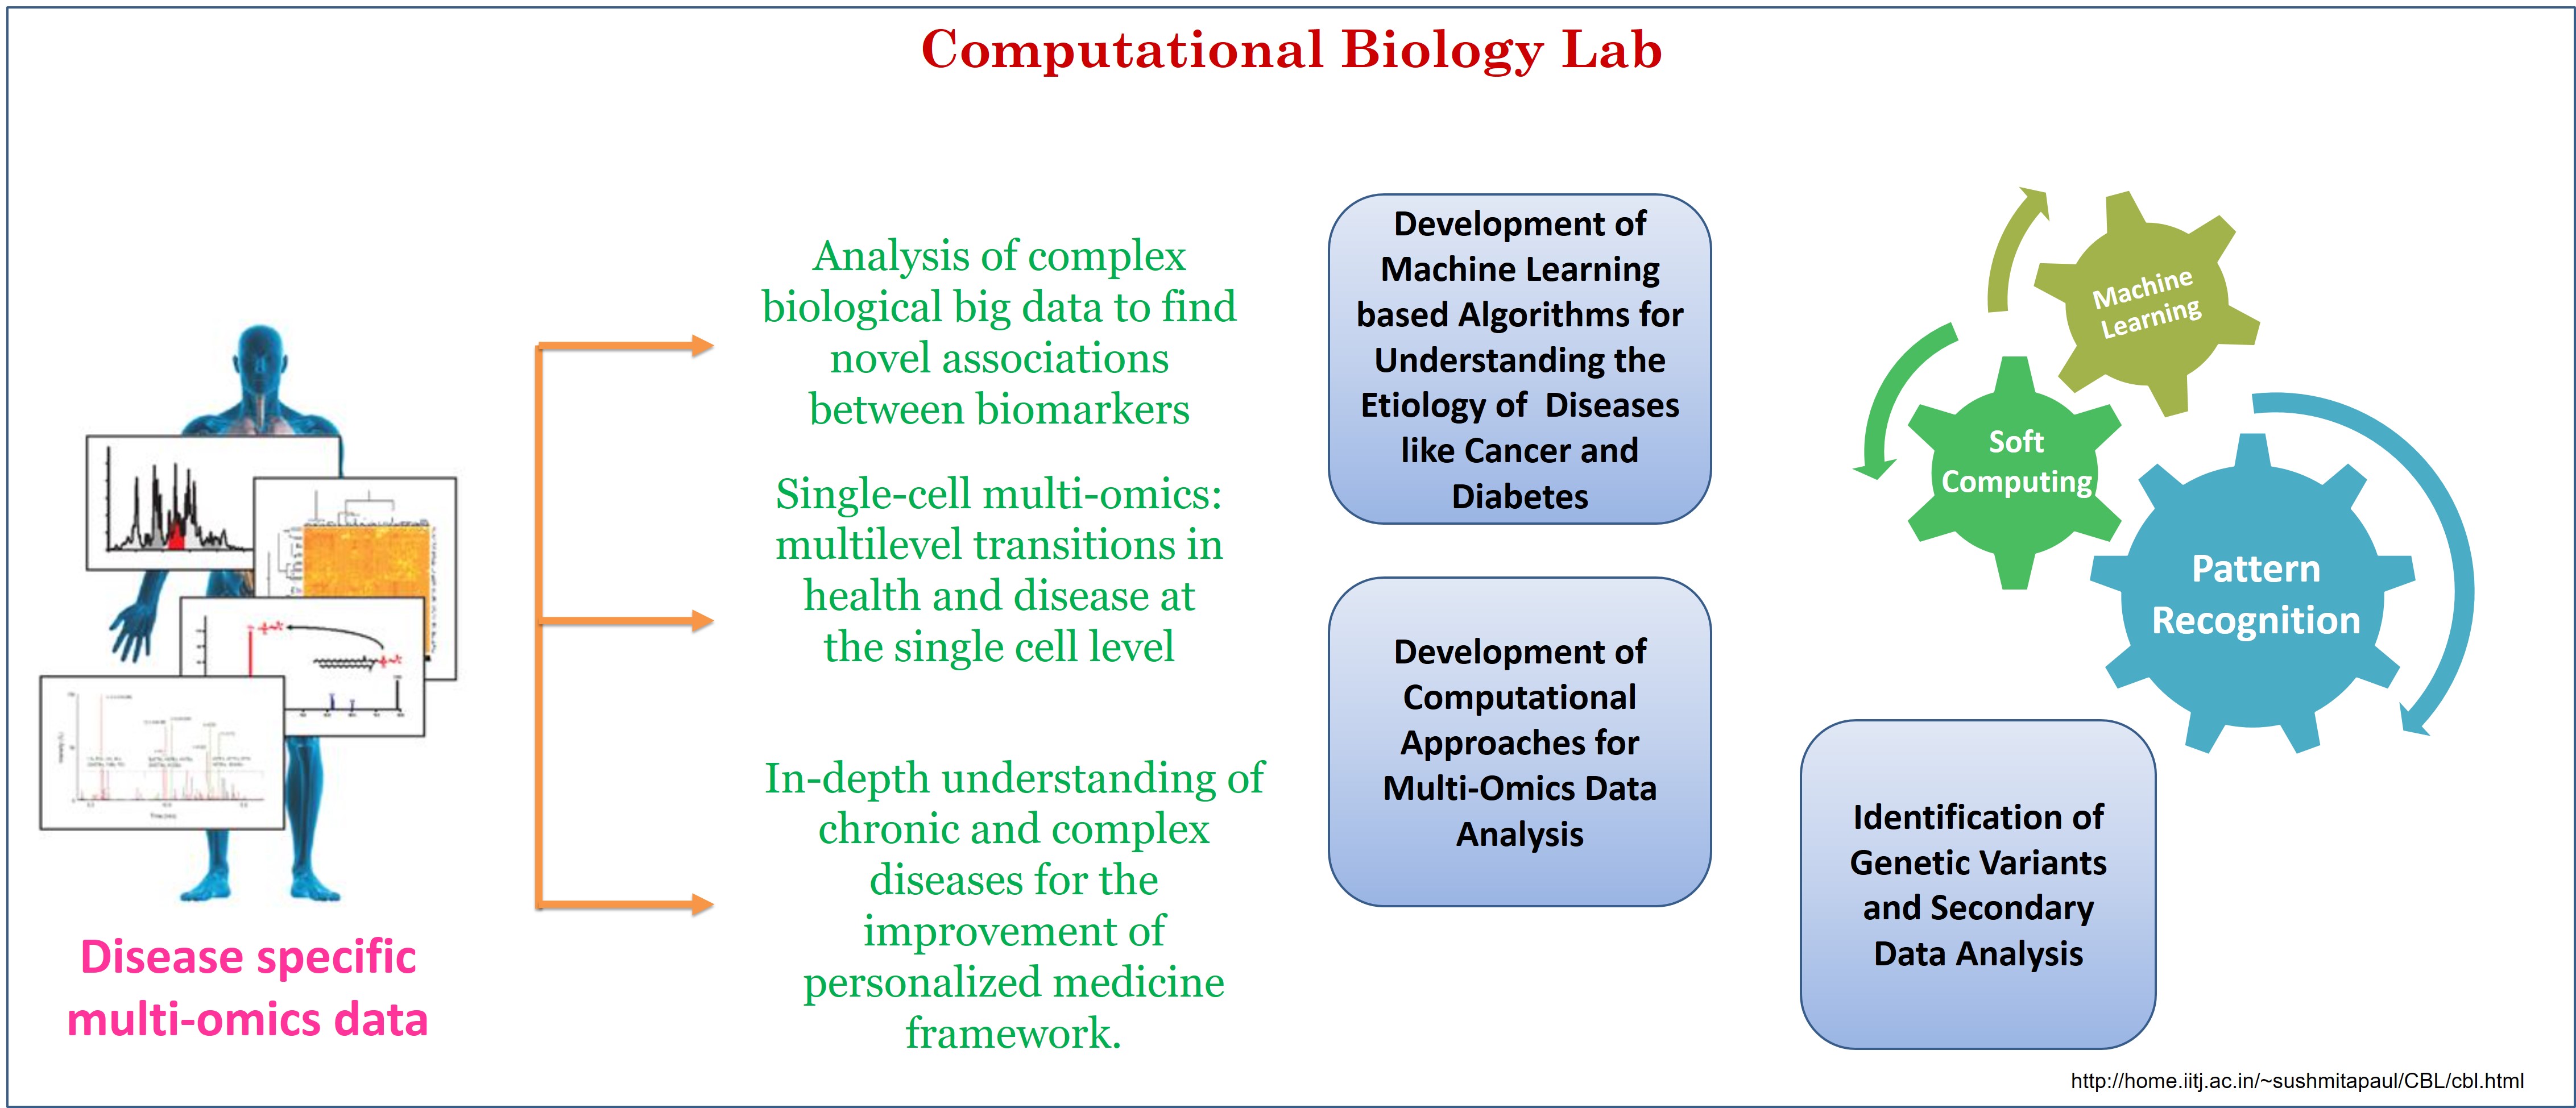 Computational Biology Lab
Disease specific
multi-omics data
Analysis of complex
biological big data to find
novel associations
between biomarkers
Single-cell multi-omics:
multilevel transitions in
health and disease at
the single cell level
In-depth understanding of
chronic and complex
diseases for the
improvement of
personalized medicine
framework.
Development of
Machine Learning
based Algorithms for
Understanding the
Etiology of Diseases
like Cancer and
Diabetes
Development of
Computational
Approaches for
Multi-Omics Data
Analysis
Machine
Learning
Soft
Computing
Pattern
Recognition
Identification of
Genetic Variants
and Secondary
Data Analysis
http://home.iitj.ac.in/~sushmitapaul/CBL/cbl.html